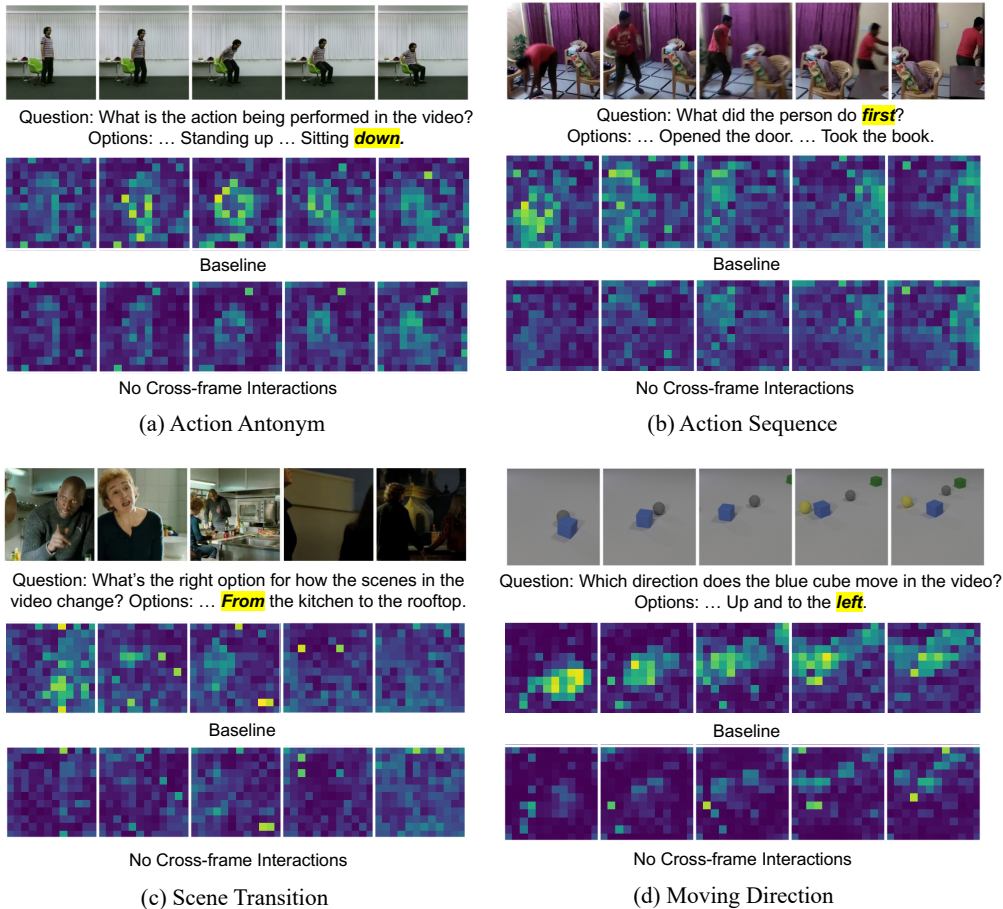 Question: What is the action being performed in the video?
Options: … Standing up … Sitting down.
Baseline
No Cross-frame Interactions
(a) Action Antonym
Question: What did the person do first?
Options: … Opened the door. … Took the book.
Baseline
No Cross-frame Interactions
(b) Action Sequence
Question: What's the right option for how the scenes in the
video change? Options: … From the kitchen to the rooftop.
Baseline
No Cross-frame Interactions
(c) Scene Transition
Question: Which direction does the blue cube move in the video?
Options: … Up and to the left.
Baseline
No Cross-frame Interactions
(d) Moving Direction